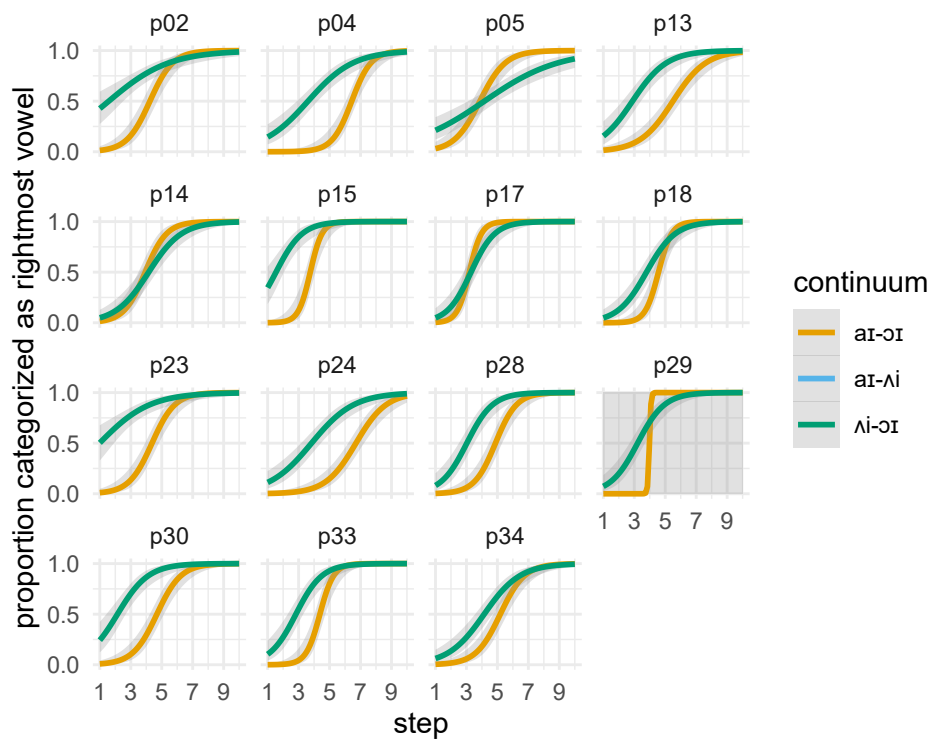 proportion categorized as rightmost vowel
p02 p04 p05 p13
1.0
0.5
0.0
p14 p15 p17 p18
1.0
0.5
0.0
p23 p24 p28 p29
1.0
0.5
0.0
1 3 5 7 9
p30 p33 p34
1.0
0.5
0.0
1 3 5 7 9 1 3 5 7 9 1 3 5 7 9
step
continuum
aɪ-ɔɪ
aɪ-ʌi
ʌi-ɔɪ